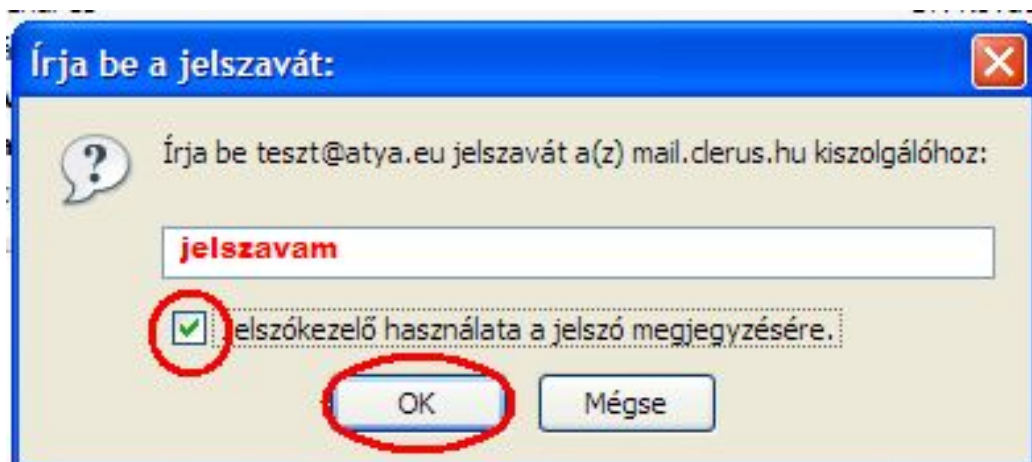 Írja be a jelszavát:
Írja be teszt@atya.eu jelszavát a(z) mail.clerus.hu kiszolgálóhoz:
jelszavam
Jelszókezelő használata a jelszó megjegyzésére.
OK
Mégse